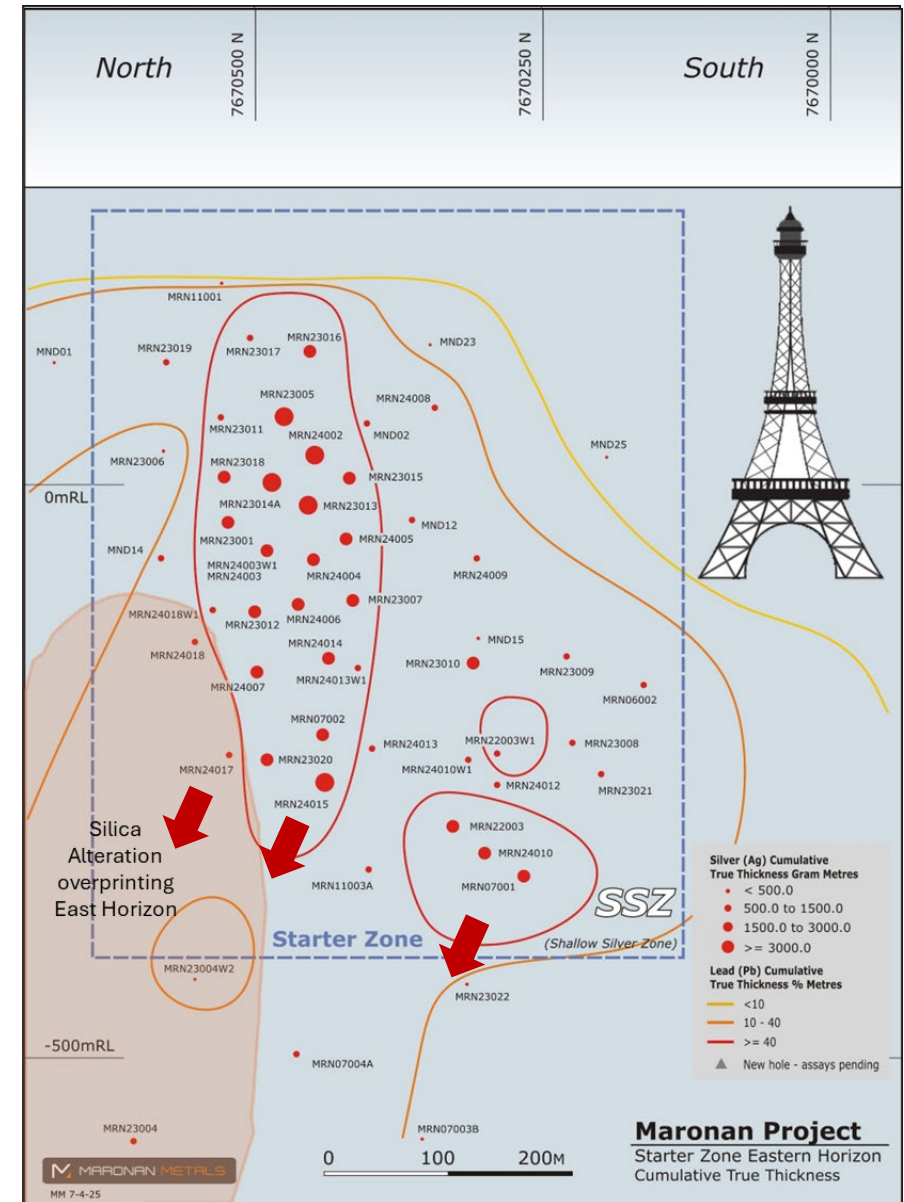 North
7670500 N
7670250 N
South
7670000 N
MRN11001
MND01
MRN23019
MRN23017
MRN23016
MND23
MRN23005
MRN24008
MRN23011
MRN24002
MND02
MRN23006
MRN23018
MRN23015
MND25
0mRL
MRN23014A
MRN23013
MND12
MRN23001
MRN24005
MND14
MRN24003W1
MRN24003
MRN24004
MRN24009
MRN24018W1
MRN23012
MRN24006
MRN23007
MND15
MRN24018
MRN24014
MRN23010
MRN23009
MRN24007
MRN24013W1
MRN06002
MRN07002
MRN24013
MRN22003W1
MRN23008
MRN24017
MRN23020
MRN24010W1
MRN24012
MRN23021
MRN24015
Silica
Alteration
overprinting
East Horizon
MRN22003
MRN24010
MRN11003A
MRN07001
SSZ
Starter Zone
(Shallow Silver Zone)
MRN23004W2
MRN23022
-500mRL
MRN07004A
MRN23004
MRN07003B
Silver (Ag) Cumulative
True Thickness Gram Metres
< 500.0
500.0 to 1500.0
1500.0 to 3000.0
>= 3000.0
Lead (Pb) Cumulative
True Thickness % Metres
<10
10 - 40
>= 40
New hole - assays pending
MARONAN METALS
MM 7-4-25
0 100 200M
Maronan Project
Starter Zone Eastern Horizon
Cumulative True Thickness